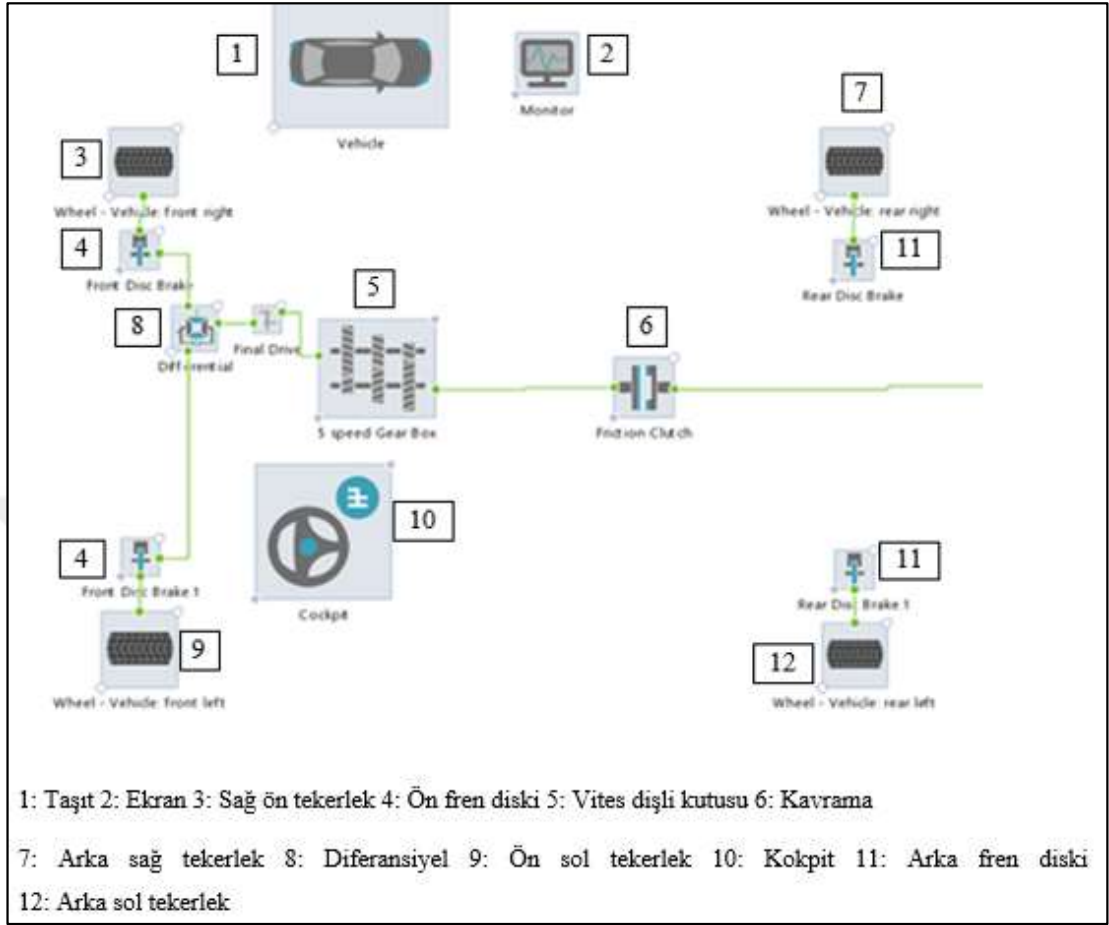 1
2
Monitor
Vehicle
7
3
Wheel - Vehicle: front right
Wheel - Vehicle: rear right
4
11
Front Disc Brake
Rear Disc Brake
5
8
6
Final Drive
Differential
5 speed Gear Box
Friction Clutch
10
4
11
Front Disc Brake 1
Rear Disc Brake 1
Cockpit
9
12
Wheel - Vehicle: front left
Wheel - Vehicle: rear left
1: Taşıt 2: Ekran 3: Sağ ön tekerlek 4: Ön fren diski 5: Vites dişli kutusu 6: Kavrama
7: Arka sağ tekerlek 8: Diferansiyel 9: Ön sol tekerlek 10: Kokpit 11: Arka fren diski
12: Arka sol tekerlek